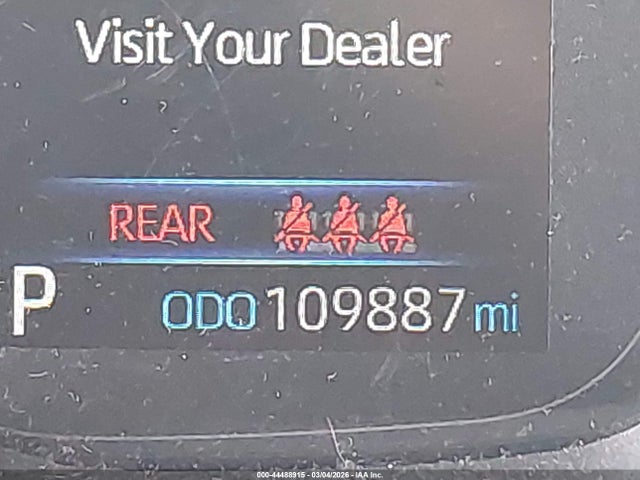 Visit Your Dealer
REAR
P ODO 109887 mi
000-44488915 - 03/04/2026 - IAA Inc.